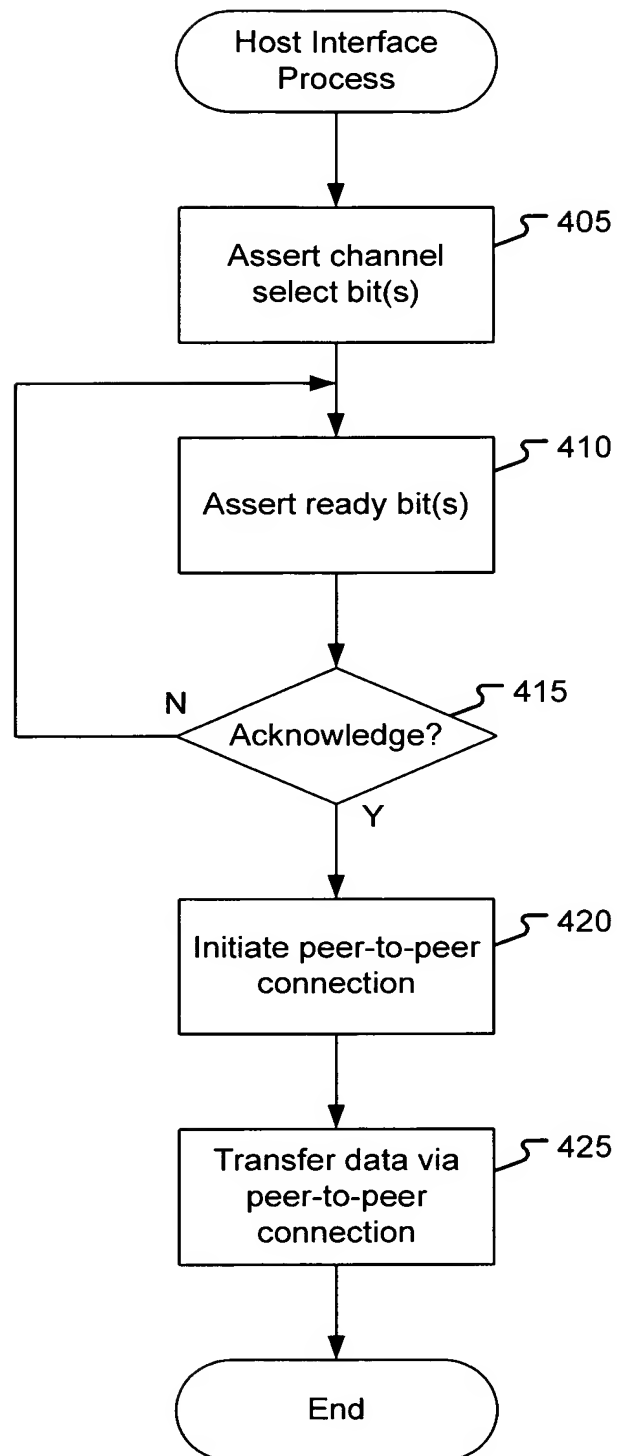 Host Interface
Process
405
Assert channel
select bit(s)
410
Assert ready bit(s)
415
N
Acknowledge?
Y
420
Initiate peer-to-peer
connection
425
Transfer data via
peer-to-peer
connection
End